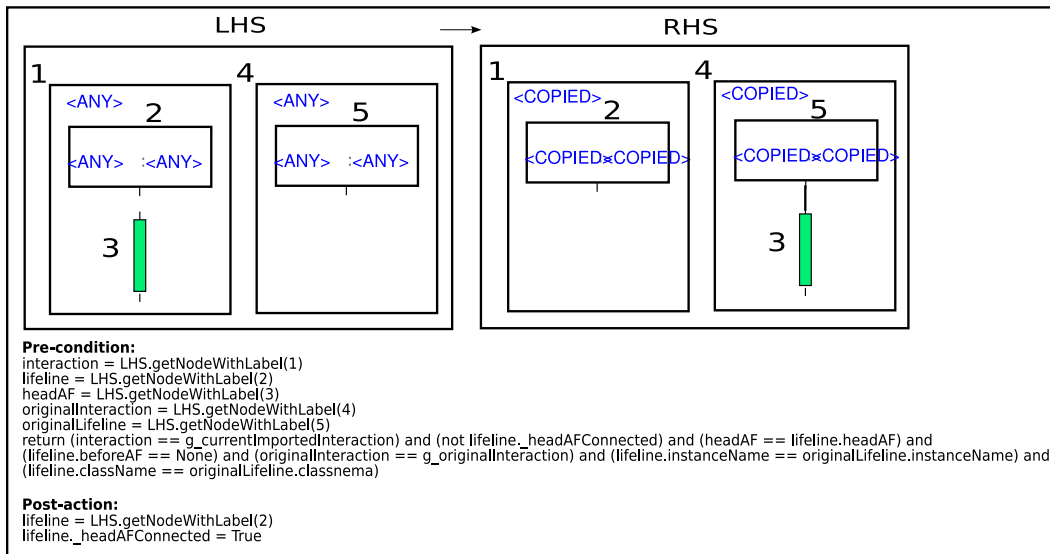 LHS
RHS
1
<ANY>
2
<ANY> :<ANY>
3
4
<ANY>
5
<ANY> :<ANY>
1
<COPIED>
2
<COPIED>:<COPIED>
4
<COPIED>
5
<COPIED>:<COPIED>
3
Pre-condition:
interaction = LHS.getNodeWithLabel(1)
lifeline = LHS.getNodeWithLabel(2)
headAF = LHS.getNodeWithLabel(3)
originalInteraction = LHS.getNodeWithLabel(4)
originalLifeline = LHS.getNodeWithLabel(5)
return (interaction == g_currentImportedInteraction) and (not lifeline._headAFConnected) and (headAF == lifeline.headAF) and
(lifeline.beforeAF == None) and (originalInteraction == g_originalInteraction) and (lifeline.instanceName == originalLifeline.instanceName) and
(lifeline.className == originalLifeline.classnema)
Post-action:
lifeline = LHS.getNodeWithLabel(2)
lifeline._headAFConnected = True